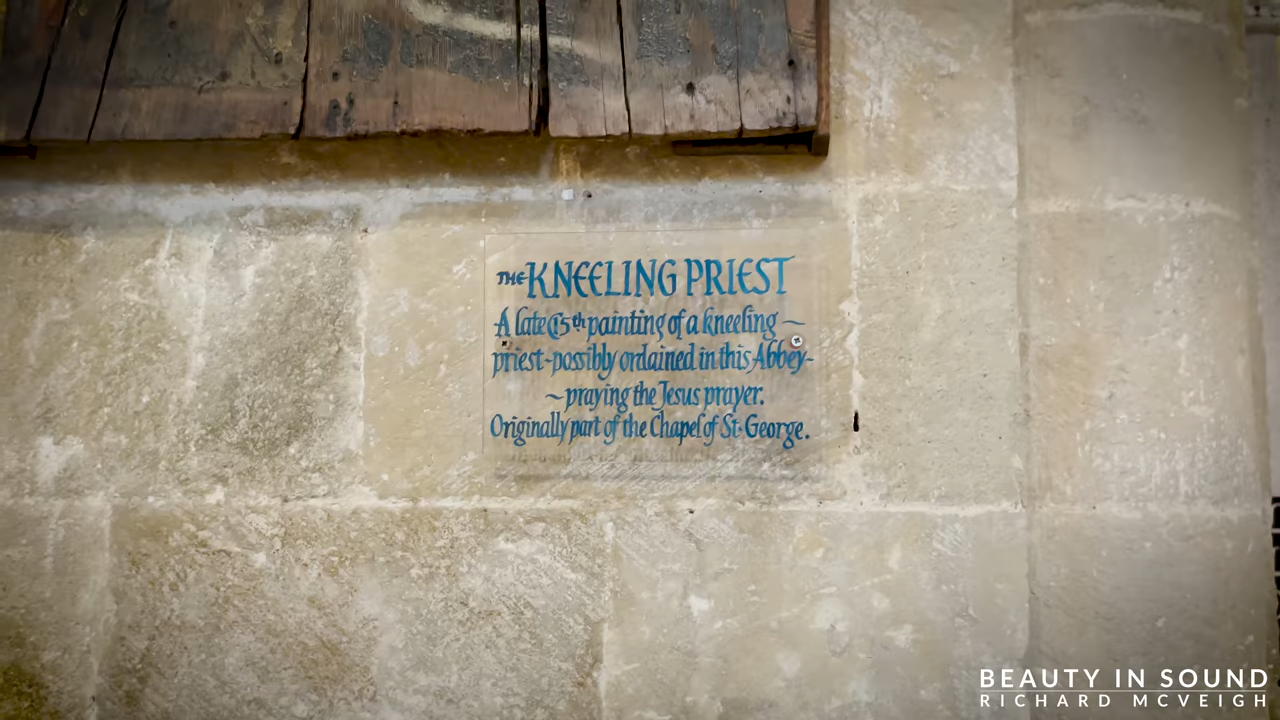 THE KNEELING PRIEST
A late C15th painting of a kneeling ~
priest-possibly ordained in this Abbey-
~ praying the Jesus prayer.
Originally part of the Chapel of St. George.
BEAUTY IN SOUND
RICHARD MCVEIGH